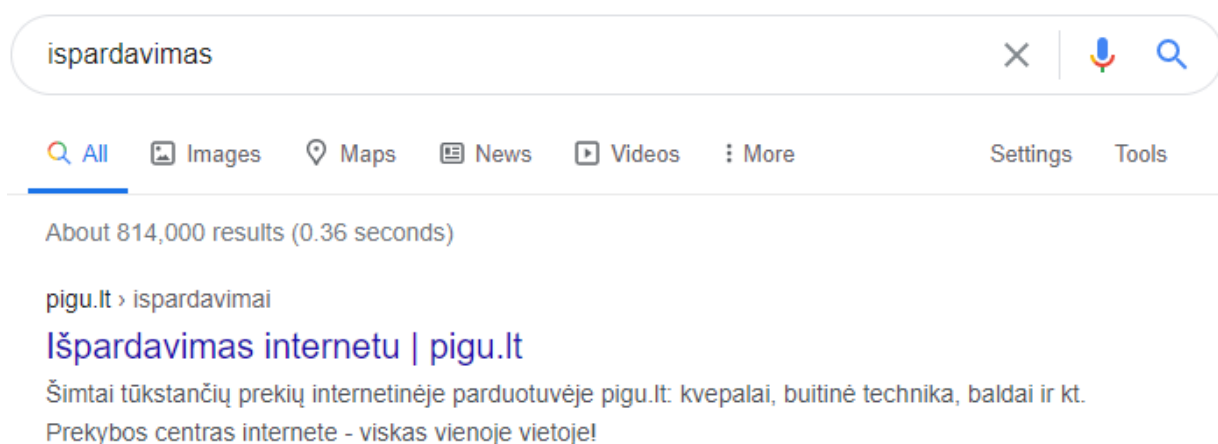 ispardavimas
All Images Maps News Videos More Settings Tools
About 814,000 results (0.36 seconds)
pigu.lt › ispardavimai
Išpardavimas internetu | pigu.lt
Šimtai tūkstančių prekių internetinėje parduotuvėje pigu.lt: kvepalai, buitinė technika, baldai ir kt.
Prekybos centras internete - viskas vienoje vietoje!